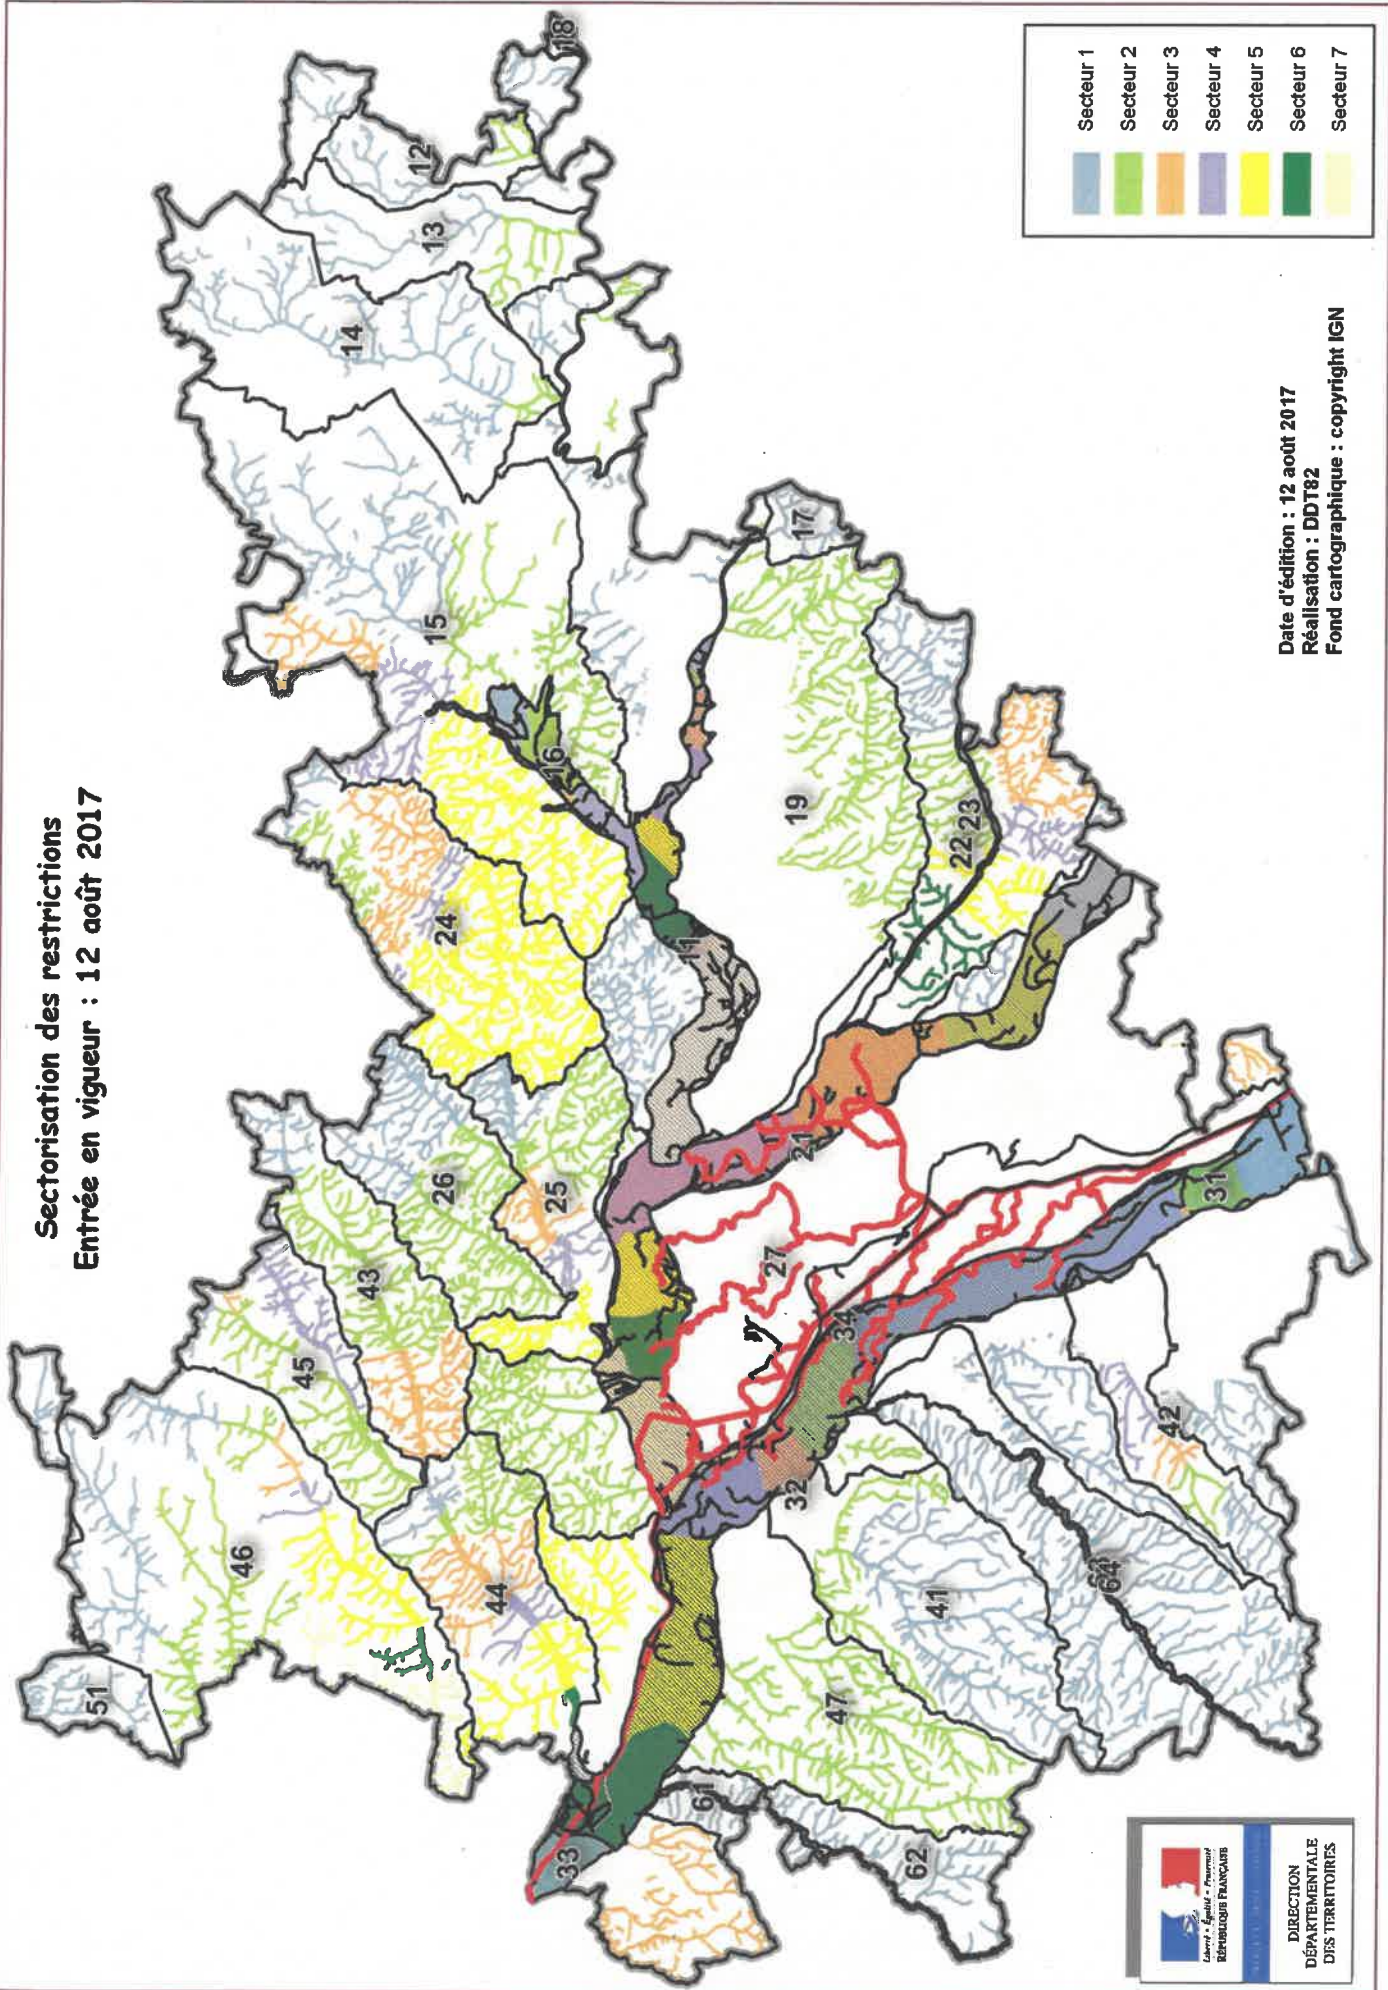 Sectorisation des restrictions
Entrée en vigueur : 12 août 2017
18
12
13
14
15
17
16
19
24
22
23
11
26
25
21
43
45
27
31
34
46
42
32
44
41
64
51
47
61
33
62
Secteur 1
Secteur 2
Secteur 3
Secteur 4
Secteur 5
Secteur 6
Secteur 7
Date d'édition : 12 août 2017
Réalisation : DDT82
Fond cartographique : copyright IGN
Liberté • Égalité • Fraternité
RÉPUBLIQUE FRANÇAISE
DIRECTION
DÉPARTEMENTALE
DES TERRITOIRES